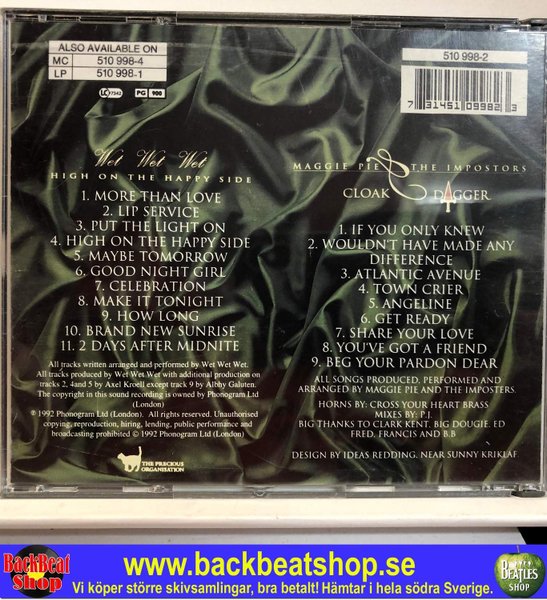 ALSO AVAILABLE ON
MC 510 998-4
LP 510 998-1
LC 7342
PG 900
510 998-2
7 31451 09982 3
Wet Wet Wet
HIGH ON THE HAPPY SIDE
1. MORE THAN LOVE
2. LIP SERVICE
3. PUT THE LIGHT ON
4. HIGH ON THE HAPPY SIDE
5. MAYBE TOMORROW
6. GOOD NIGHT GIRL
7. CELEBRATION
8. MAKE IT TONIGHT
9. HOW LONG
10. BRAND NEW SUNRISE
11. 2 DAYS AFTER MIDNITE
All tracks written arranged and performed by Wet Wet Wet. All
tracks produced by Wet Wet Wet with additional production on
tracks 2, 4and 5 by Axel Kroell except track 9 by Albhy Galuten.
The copyright in this sound recording is owned by Phonogram Ltd
(London)
℗ 1992 Phonogram Ltd (London). All rights reserved. Unauthorised
copying, reproduction, hiring, lending, public performance and
broadcasting prohibited © 1992 Phonogram Ltd (London)
THE PRECIOUS
ORGANISATION
MAGGIE PIE & THE IMPOSTORS
CLOAK & DAGGER
1. IF YOU ONLY KNEW
2. WOULDN'T HAVE MADE ANY
DIFFERENCE
3. ATLANTIC AVENUE
4. TOWN CRIER
5. ANGELINE
6. GET READY
7. SHARE YOUR LOVE
8. YOU'VE GOT A FRIEND
9. BEG YOUR PARDON DEAR
ALL SONGS PRODUCED, PERFORMED AND
ARRANGED BY MAGGIE PIE AND THE IMPOSTERS.
HORNS BY: CROSS YOUR HEART BRASS
MIXES BY: P.J.
BIG THANKS TO CLARK KENT, BIG DOUGIE, ED
FRED, FRANCIS AND B.B
DESIGN BY IDEAS REDDING. NEAR SUNNY KRIKLAF
BackBeat
Shop
www.backbeatshop.se
Vi köper större skivsamlingar, bra betalt! Hämtar i hela södra Sverige.
BEATLES
SHOP